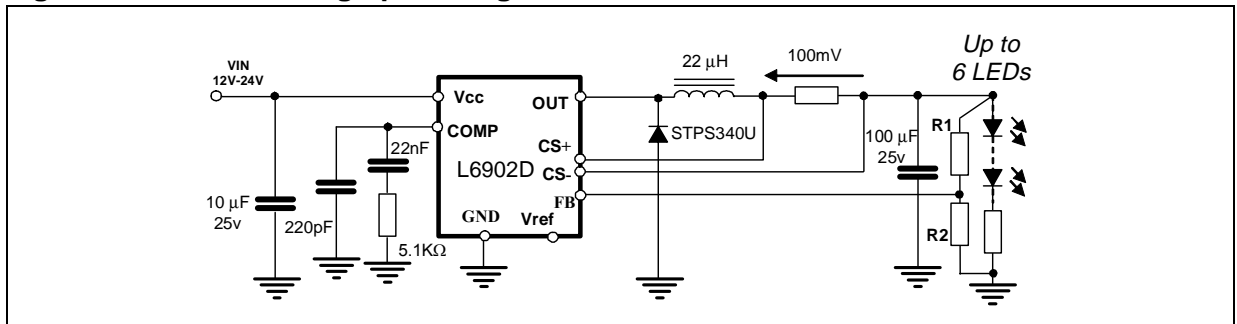 VIN
12V-24V
10 µF
25v
220pF
22nF
5.1KΩ
Vcc
COMP
L6902D
GND
Vref
OUT
CS+
CS-
FB
22 µH
STPS340U
100mV
100 µF
25v
R1
R2
Up to
6 LEDs